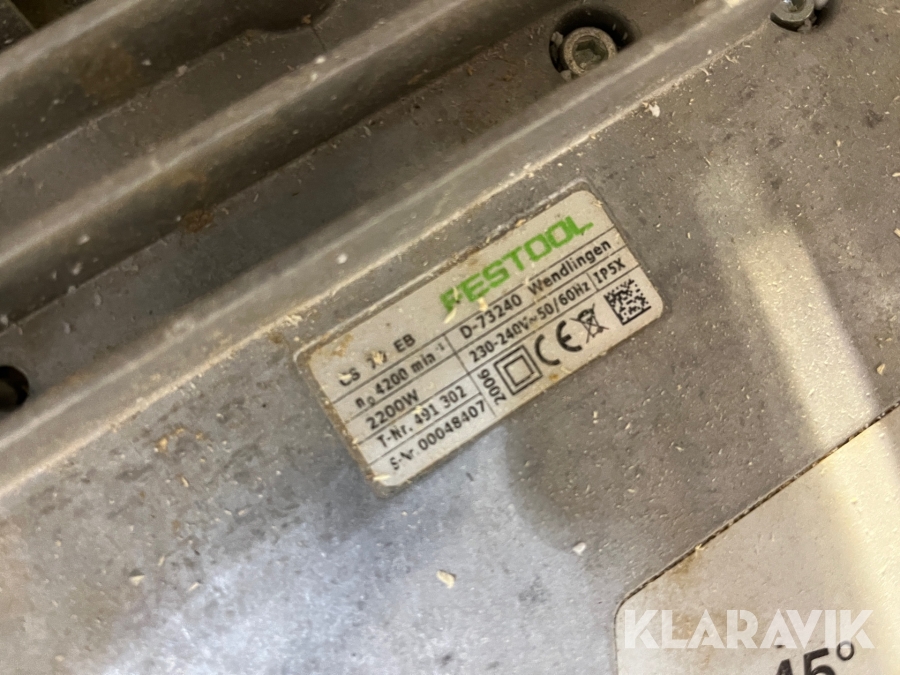 FESTOOL
EB
D-73240 Wendlingen
n₀ 4200 min⁻¹
230-240V~50/60Hz
IP5X
2200W
T-Nr. 491 302
S-Nr. 00048407
2006
CE
45°
KLARAVIK